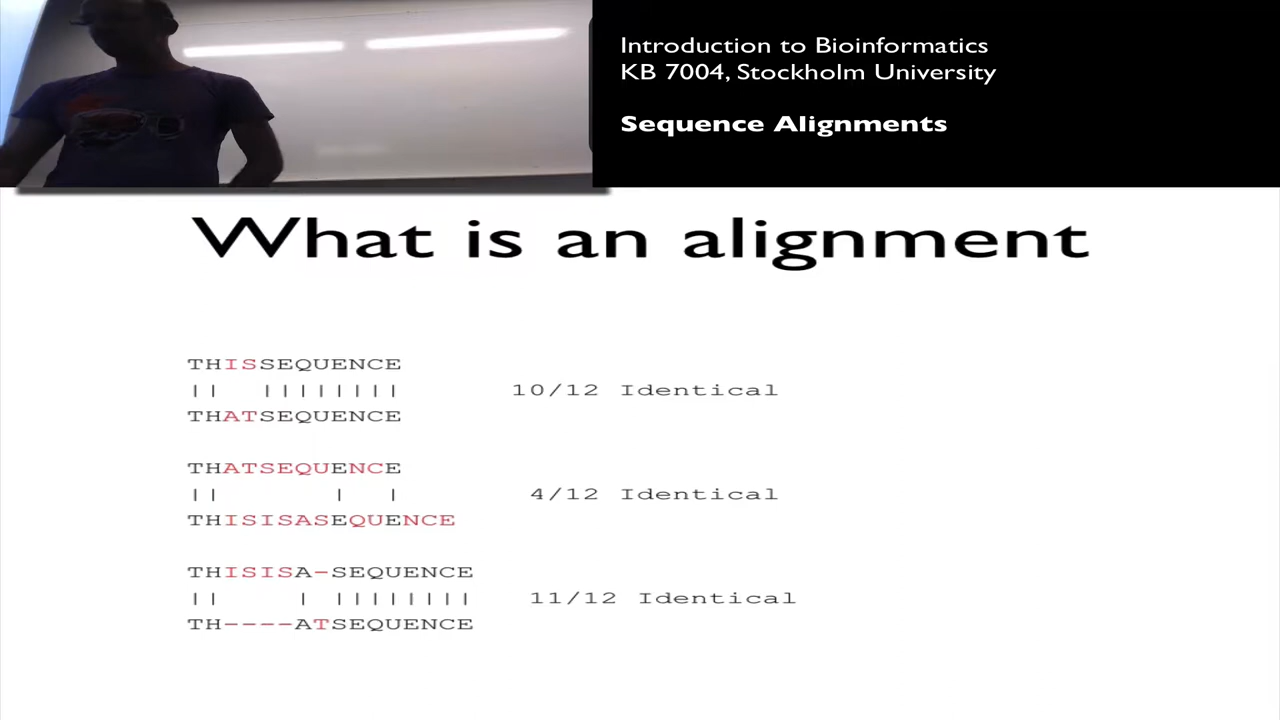 Introduction to Bioinformatics
KB 7004, Stockholm University
Sequence Alignments
What is an alignment
THISSEQUENCE
|| |||||||| 10/12 Identical
THATSEQUENCE
THATSEQUENCE
|| | | 4/12 Identical
THISISASEQUENCE
THISISA-SEQUENCE
|| | |||||||| 11/12 Identical
TH----ATSEQUENCE